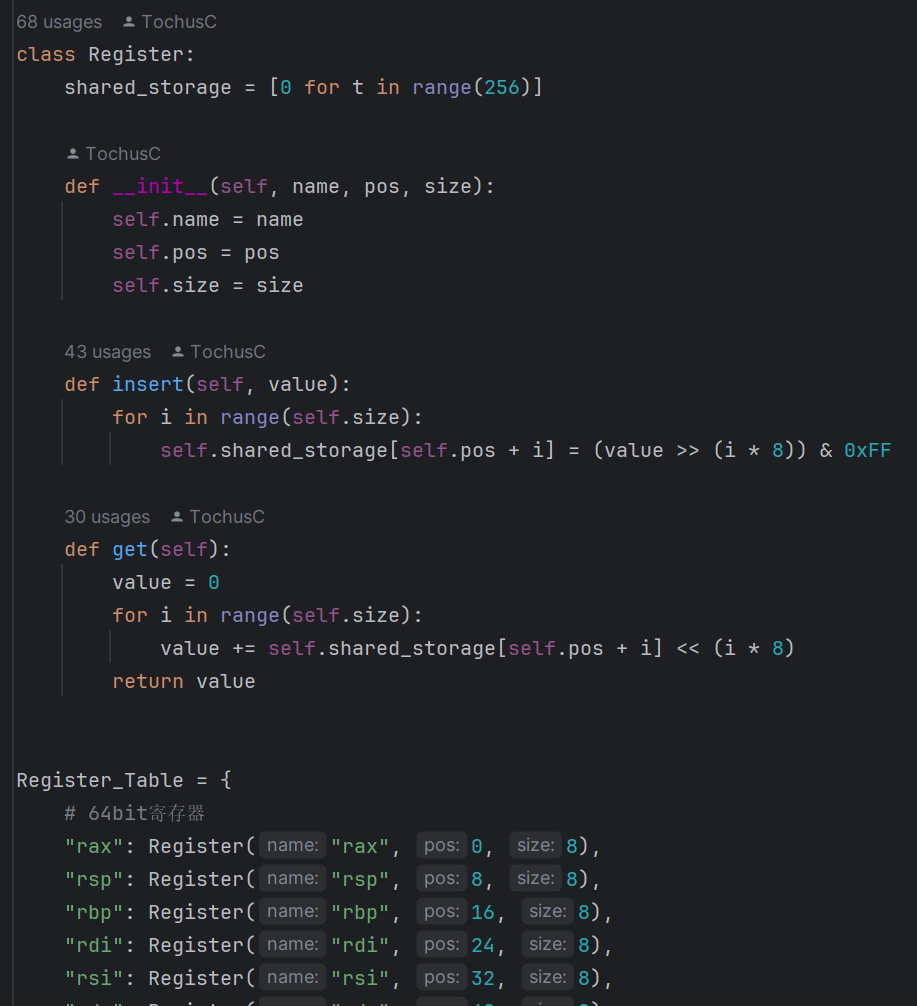 68 usages TochusC
class Register:
    shared_storage = [0 for t in range(256)]
    TochusC
    def __init__(self, name, pos, size):
        self.name = name
        self.pos = pos
        self.size = size
    43 usages TochusC
    def insert(self, value):
        for i in range(self.size):
            self.shared_storage[self.pos + i] = (value >> (i * 8)) & 0xFF
    30 usages TochusC
    def get(self):
        value = 0
        for i in range(self.size):
            value += self.shared_storage[self.pos + i] << (i * 8)
        return value
Register_Table = {
    # 64bit寄存器
    "rax": Register( name: "rax", pos: 0, size: 8),
    "rsp": Register( name: "rsp", pos: 8, size: 8),
    "rbp": Register( name: "rbp", pos: 16, size: 8),
    "rdi": Register( name: "rdi", pos: 24, size: 8),
    "rsi": Register( name: "rsi", pos: 32, size: 8),